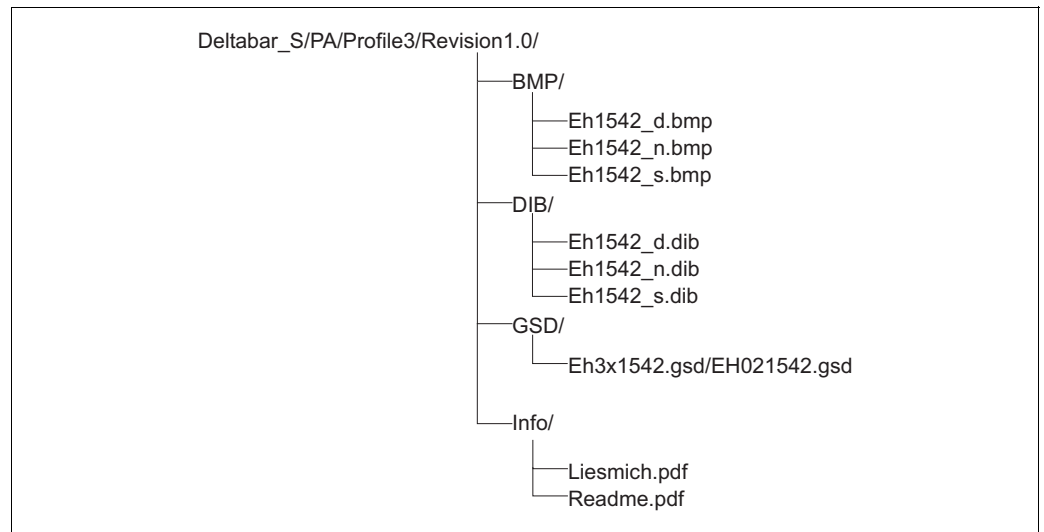 Deltabar_S/PA/Profile3/Revision1.0/
BMP/
Eh1542_d.bmp
Eh1542_n.bmp
Eh1542_s.bmp
DIB/
Eh1542_d.dib
Eh1542_n.dib
Eh1542_s.dib
GSD/
Eh3x1542.gsd/EH021542.gsd
Info/
Liesmich.pdf
Readme.pdf